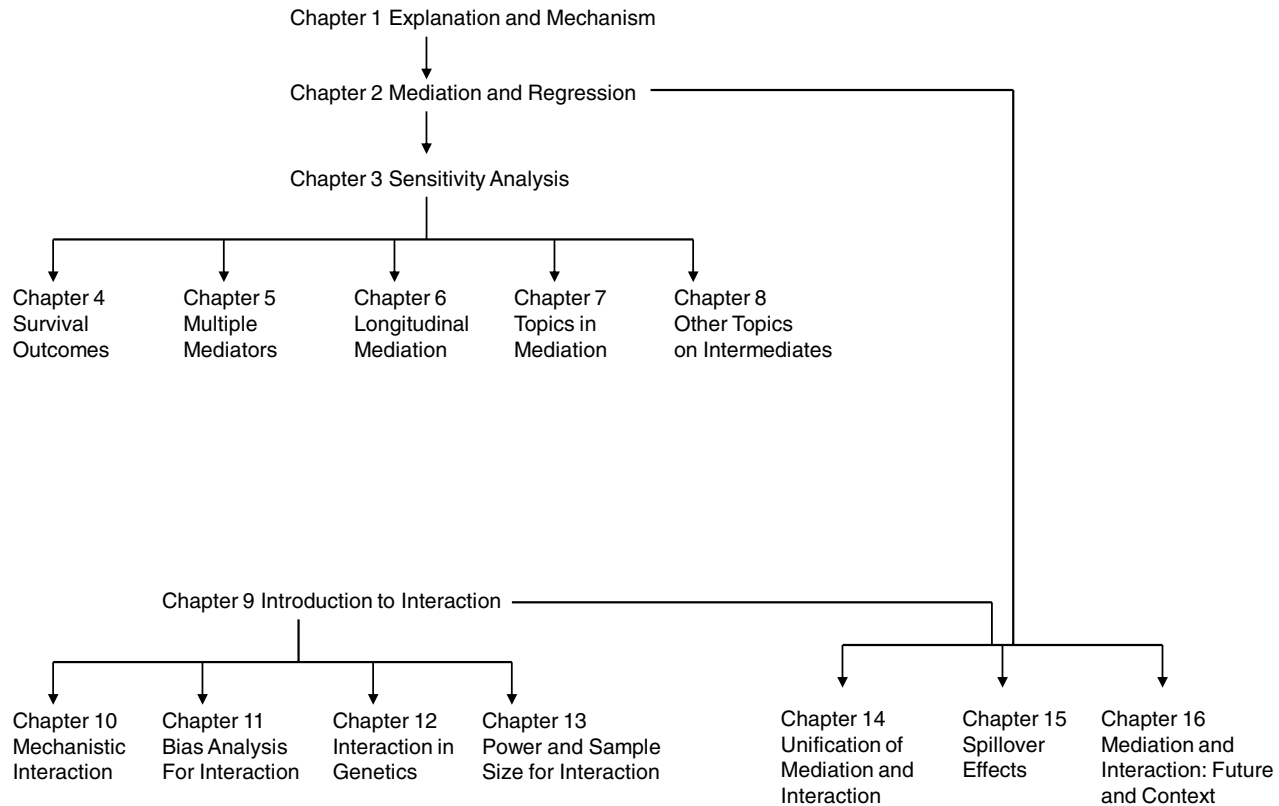 Chapter 1 Explanation and Mechanism
Chapter 2 Mediation and Regression
Chapter 3 Sensitivity Analysis
Chapter 4
Survival
Outcomes
Chapter 5
Multiple
Mediators
Chapter 6
Longitudinal
Mediation
Chapter 7
Topics in
Mediation
Chapter 8
Other Topics
on Intermediates
Chapter 9 Introduction to Interaction
Chapter 10
Mechanistic
Interaction
Chapter 11
Bias Analysis
For Interaction
Chapter 12
Interaction in
Genetics
Chapter 13
Power and Sample
Size for Interaction
Chapter 14
Unification of
Mediation and
Interaction
Chapter 15
Spillover
Effects
Chapter 16
Mediation and
Interaction: Future
and Context